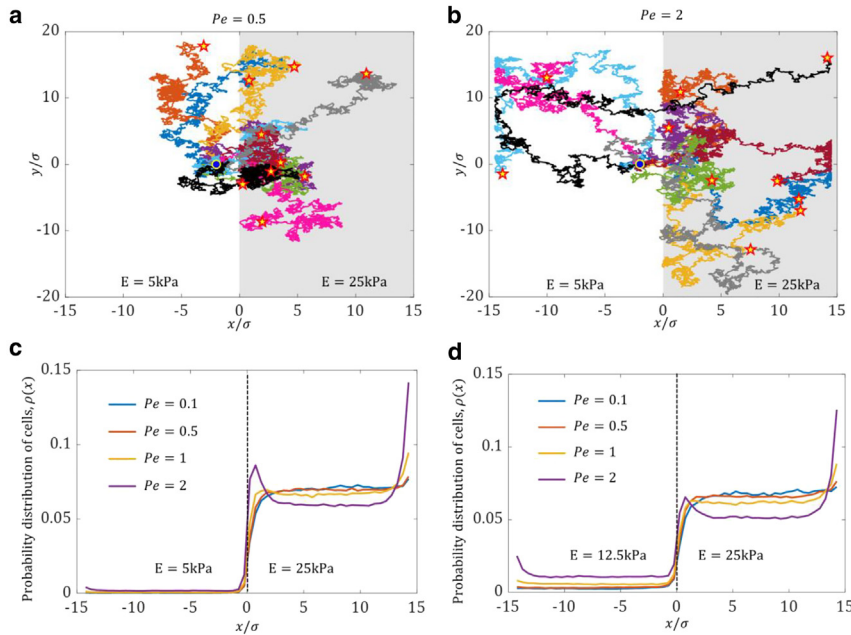 a
Pe = 0.5
y/σ
20
10
0
-10
-20
E = 5kPa
E = 25kPa
-15 -10 -5 0 5 10 15
x/σ
b
Pe = 2
y/σ
20
15
10
5
0
-5
-10
-15
-20
E = 5kPa
E = 25kPa
-15 -10 -5 0 5 10 15
x/σ
c
Probability distribution of cells, ρ(x)
0.15
0.1
0.05
0
Pe = 0.1
Pe = 0.5
Pe = 1
Pe = 2
E = 5kPa
E = 25kPa
-15 -10 -5 0 5 10 15
x/σ
d
Probability distribution of cells, ρ(x)
0.15
0.1
0.05
0
Pe = 0.1
Pe = 0.5
Pe = 1
Pe = 2
E = 12.5kPa
E = 25kPa
-15 -10 -5 0 5 10 15
x/σ